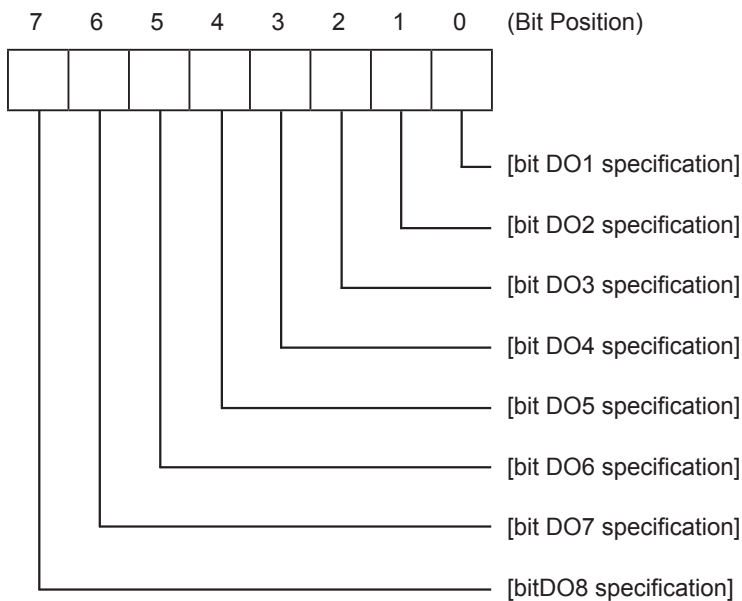 7 6 5 4 3 2 1 0 (Bit Position)
[bit DO1 specification]
[bit DO2 specification]
[bit DO3 specification]
[bit DO4 specification]
[bit DO5 specification]
[bit DO6 specification]
[bit DO7 specification]
[bitDO8 specification]